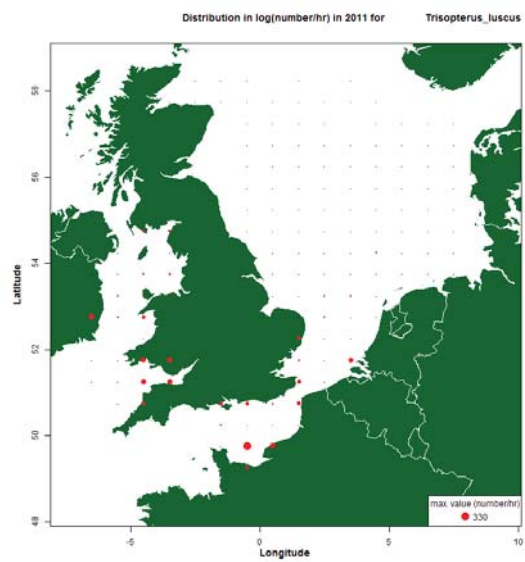 Distribution in log(number/hr) in 2011 for Trisopterus_luscus
58
56
54
52
50
48
Latitude
max value (number/hr)
330
-5 0 5 10
Longitude